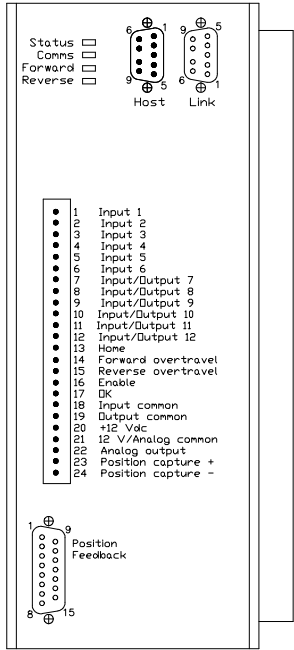 Status
Comms
Forward
Reverse
6 1 9 5
9 5 6 1
Host Link
1 Input 1
2 Input 2
3 Input 3
4 Input 4
5 Input 5
6 Input 6
7 Input/Output 7
8 Input/Output 8
9 Input/Output 9
10 Input/Output 10
11 Input/Output 11
12 Input/Output 12
13 Home
14 Forward overtravel
15 Reverse overtravel
16 Enable
17 OK
18 Input common
19 Output common
20 +12 Vdc
21 12 V/Analog common
22 Analog output
23 Position capture +
24 Position capture -
1 9
Position
Feedback
8 15